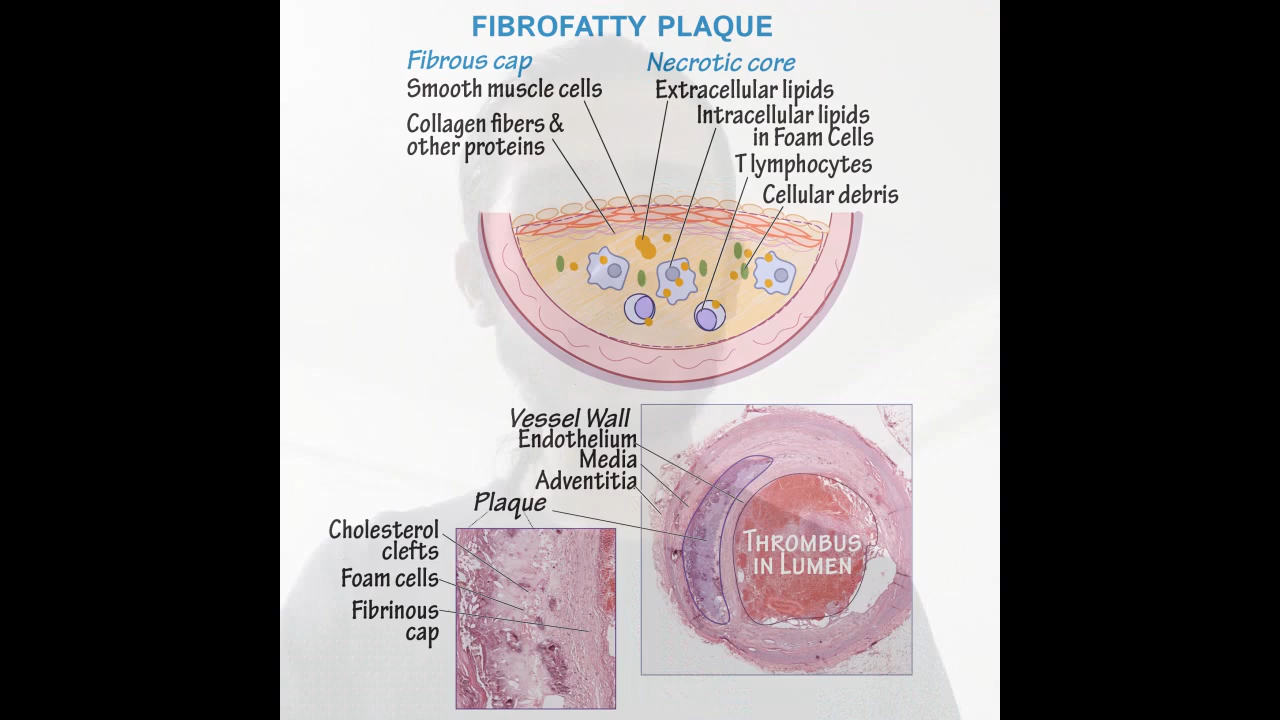 FIBROFATTY PLAQUE
Fibrous cap
Smooth muscle cells
Collagen fibers &
other proteins
Necrotic core
Extracellular lipids
Intracellular lipids
in Foam Cells
T lymphocytes
Cellular debris
Vessel Wall
Endothelium
Media
Adventitia
Plaque
Cholesterol
clefts
Foam cells
Fibrinous
cap
THROMBUS
IN LUMEN